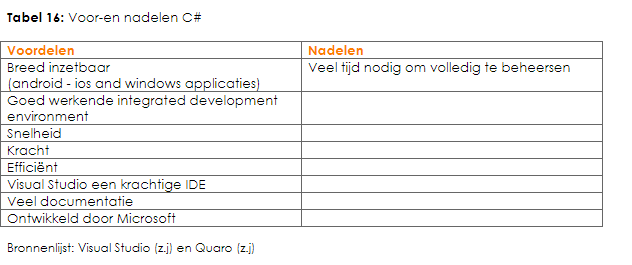 Tabel 16: Voor-en nadelen C#
Voordelen Nadelen
Breed inzetbaar Veel tijd nodig om volledig te beheersen
(android - ios and windows applicaties)
Goed werkende integrated development
environment
Snelheid
Kracht
Efficiënt
Visual Studio een krachtige IDE
Veel documentatie
Ontwikkeld door Microsoft
Bronnenlijst: Visual Studio (z.j) en Quaro (z.j)